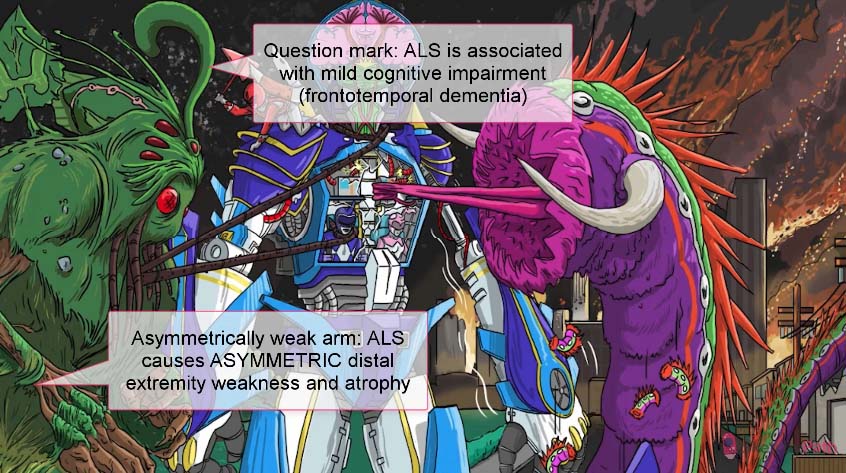 Question mark: ALS is associated
with mild cognitive impairment
(frontotemporal dementia)
Asymmetrically weak arm: ALS
causes ASYMMETRIC distal
extremity weakness and atrophy